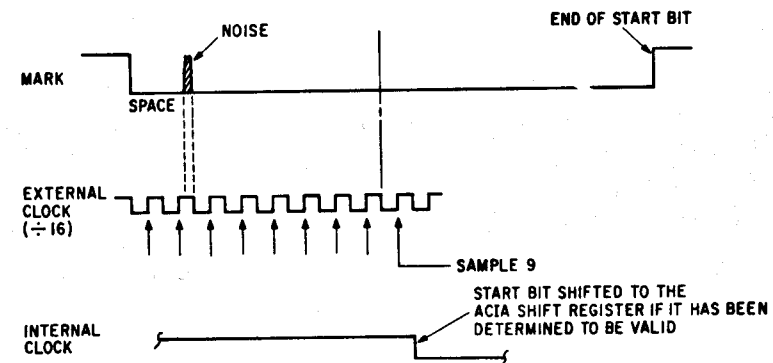 END OF START BIT
NOISE
MARK
SPACE
EXTERNAL
CLOCK
(÷16)
SAMPLE 9
START BIT SHIFTED TO THE
ACIA SHIFT REGISTER IF IT HAS BEEN
DETERMINED TO BE VALID
INTERNAL
CLOCK